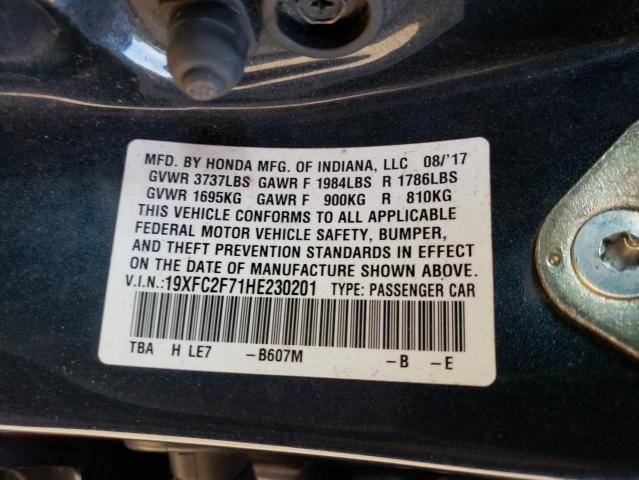 MFD. BY HONDA MFG. OF INDIANA, LLC 08/'17
GVWR 3737LBS GAWR F 1984LBS R 1786LBS
GVWR 1695KG GAWR F 900KG R 810KG
THIS VEHICLE CONFORMS TO ALL APPLICABLE
FEDERAL MOTOR VEHICLE SAFETY, BUMPER,
AND THEFT PREVENTION STANDARDS IN EFFECT
ON THE DATE OF MANUFACTURE SHOWN ABOVE.
V.I.N.:19XFC2F71HE230201 TYPE: PASSENGER CAR
TBA H LE7 -B607M -B -E